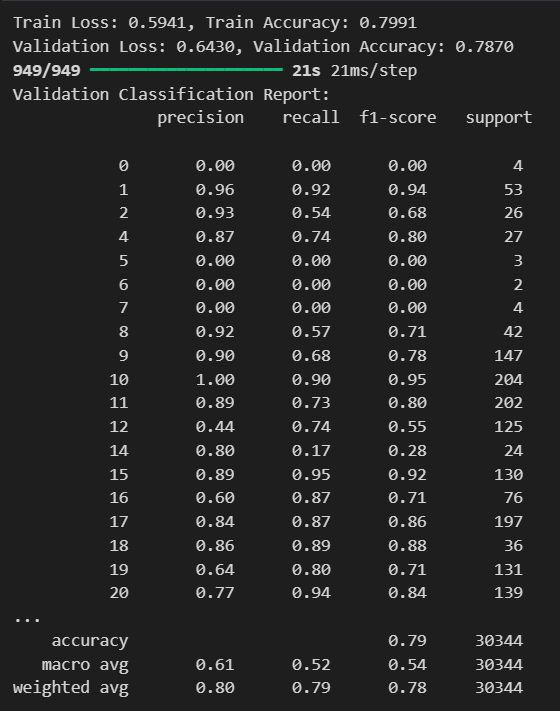 Train Loss: 0.5941, Train Accuracy: 0.7991
Validation Loss: 0.6430, Validation Accuracy: 0.7870
949/949 ━━━━━━━━━━━━━━━━━━━━ 21s 21ms/step
Validation Classification Report:
precision recall f1-score support
0 0.00 0.00 0.00 4
1 0.96 0.92 0.94 53
2 0.93 0.54 0.68 26
4 0.87 0.74 0.80 27
5 0.00 0.00 0.00 3
6 0.00 0.00 0.00 2
7 0.00 0.00 0.00 4
8 0.92 0.57 0.71 42
9 0.90 0.68 0.78 147
10 1.00 0.90 0.95 204
11 0.89 0.73 0.80 202
12 0.44 0.74 0.55 125
14 0.80 0.17 0.28 24
15 0.89 0.95 0.92 130
16 0.60 0.87 0.71 76
17 0.84 0.87 0.86 197
18 0.86 0.89 0.88 36
19 0.64 0.80 0.71 131
20 0.77 0.94 0.84 139
...
accuracy 0.79 30344
macro avg 0.61 0.52 0.54 30344
weighted avg 0.80 0.79 0.78 30344